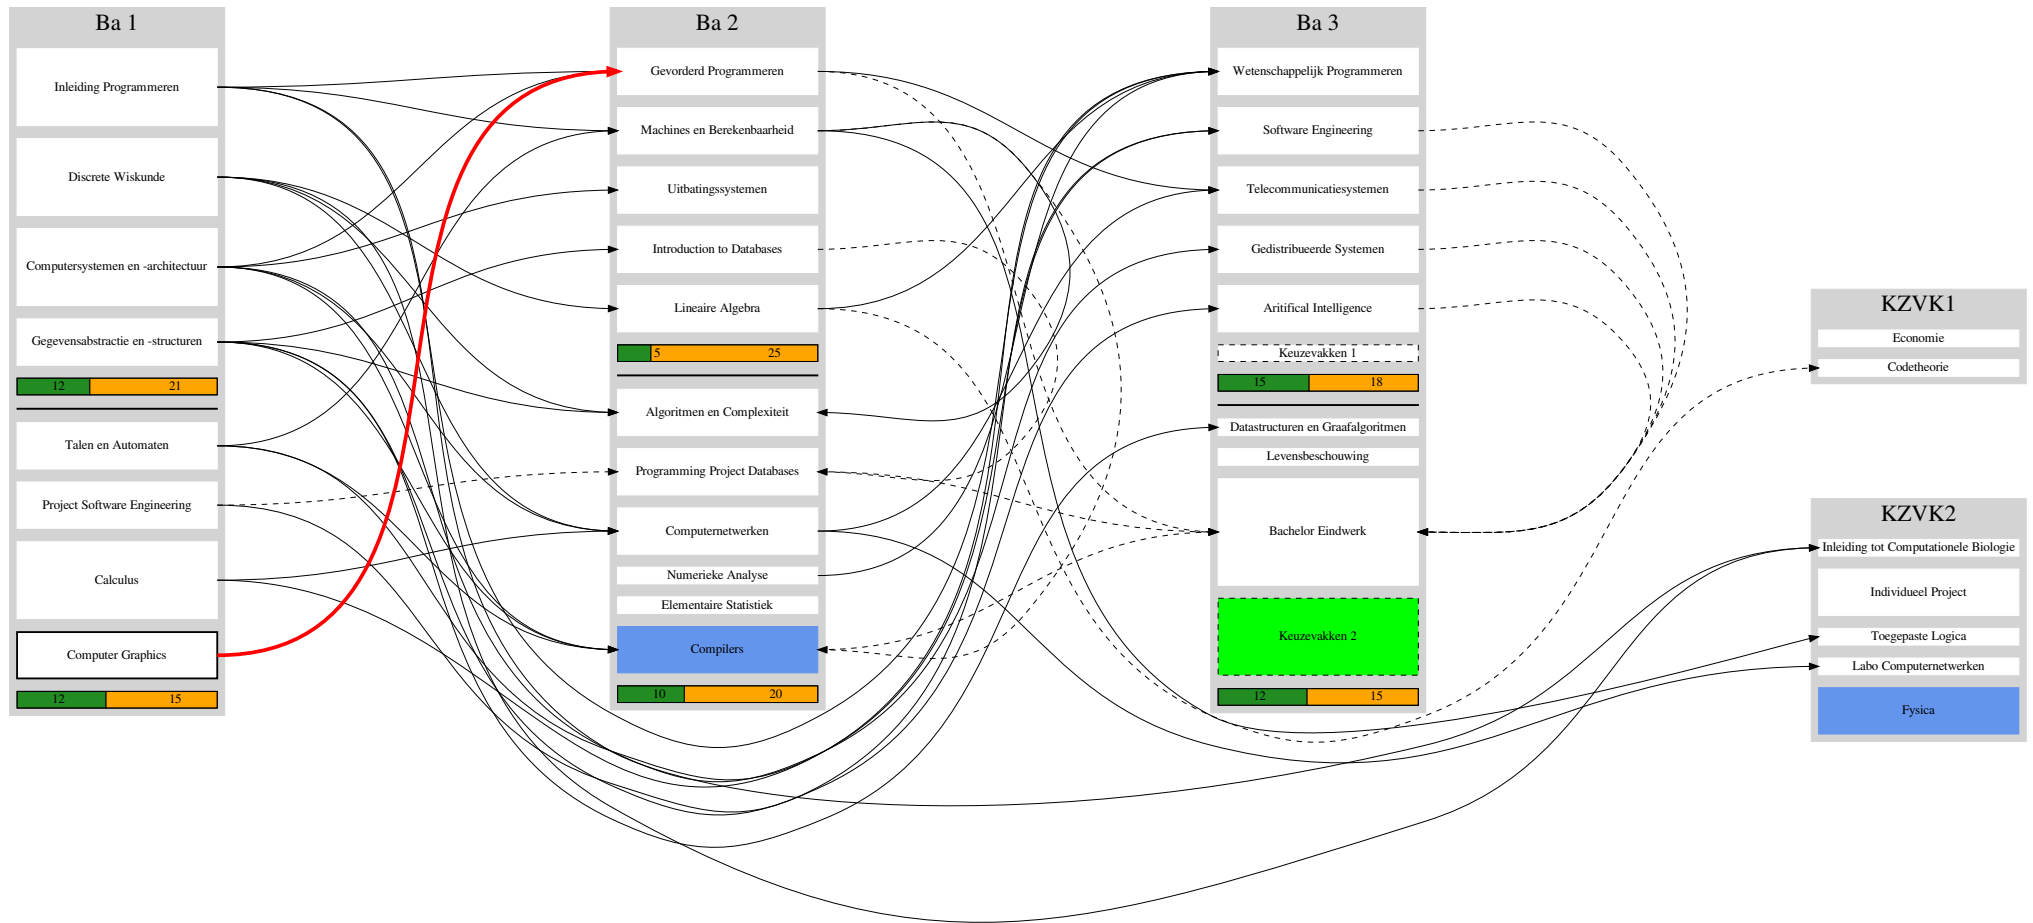 Ba 1
Inleiding Programmeren
Discrete Wiskunde
Computersystemen en -architectuur
Gegevensabstractie en -structuren
12 21
Talen en Automaten
Project Software Engineering
Calculus
Computer Graphics
12 15
Ba 2
Gevorderd Programmeren
Machines en Berekenbaarheid
Uitbatingssystemen
Introduction to Databases
Lineaire Algebra
5 25
Algoritmen en Complexiteit
Programming Project Databases
Computernetwerken
Numerieke Analyse
Elementaire Statistiek
Compilers
10 20
Ba 3
Wetenschappelijk Programmeren
Software Engineering
Telecommunicatiesystemen
Gedistribueerde Systemen
Aritifical Intelligence
Keuzevakken 1
15 18
Datastructuren en Graafalgoritmen
Levensbeschouwing
Bachelor Eindwerk
Keuzevakken 2
12 15
KZVK1
Economie
Codetheorie
KZVK2
Inleiding tot Computationele Biologie
Individueel Project
Toegepaste Logica
Labo Computernetwerken
Fysica